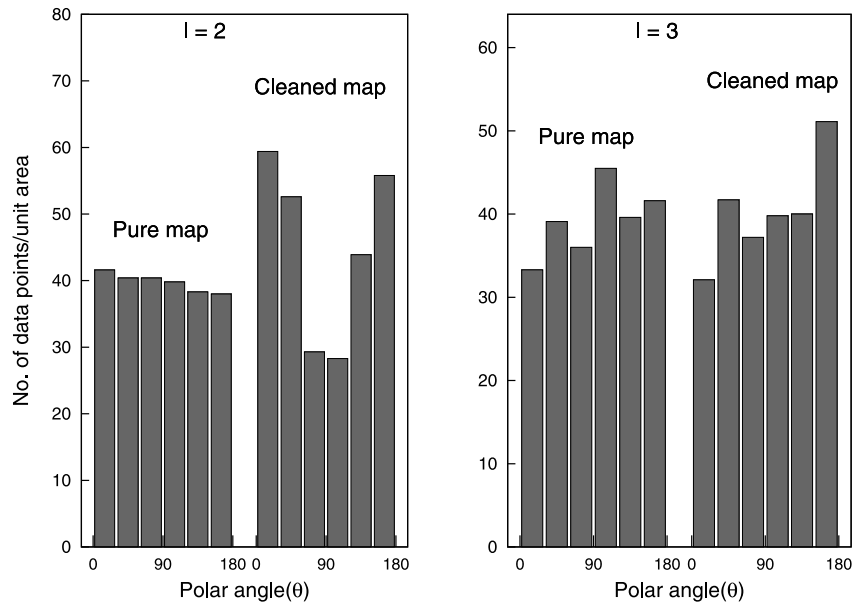 l = 2
Cleaned map
Pure map
No. of data points/unit area
80
70
60
50
40
30
20
10
0
0 90 180 0 90 180
Polar angle(θ)
l = 3
Cleaned map
Pure map
60
50
40
30
20
10
0
0 90 180 0 90 180
Polar angle(θ)